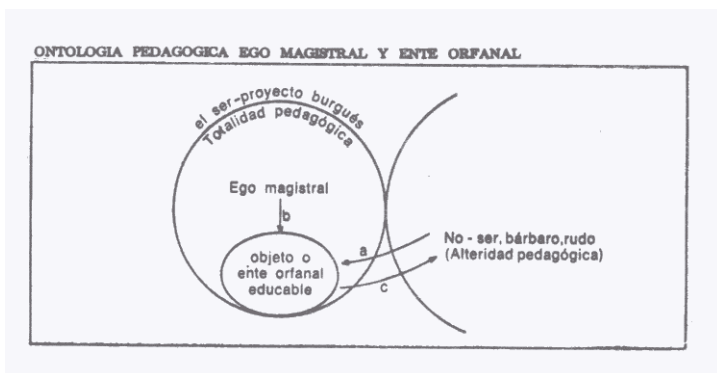 ONTOLOGIA PEDAGOGICA EGO MAGISTRAL Y ENTE ORFANAL
el ser-proyecto burgués
Totalidad pedagógica
Ego magistral
b
objeto o
ente orfanal
educable
a
c
No - ser, bárbaro,rudo
(Alteridad pedagógica)